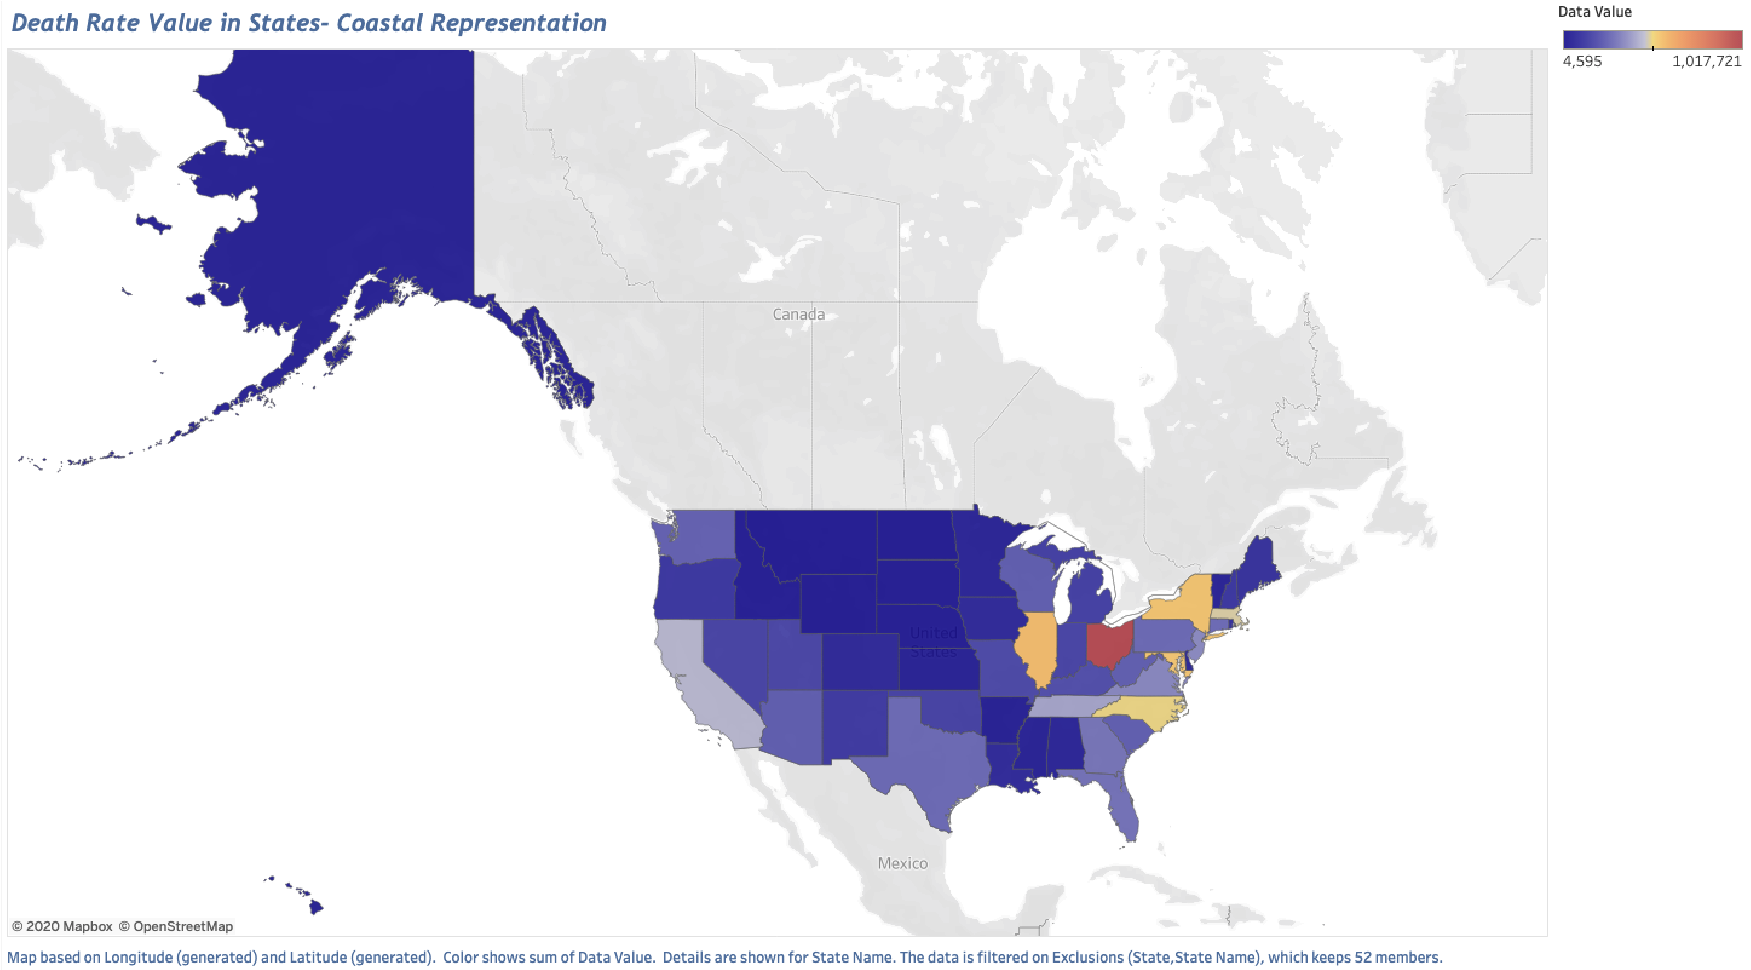 Death Rate Value in States- Coastal Representation
Data Value
4,595
1,017,721
Canada
United
States
Mexico
© 2020 Mapbox © OpenStreetMap
Map based on Longitude (generated) and Latitude (generated).  Color shows sum of Data Value.  Details are shown for State Name. The data is filtered on Exclusions (State,State Name), which keeps 52 members.